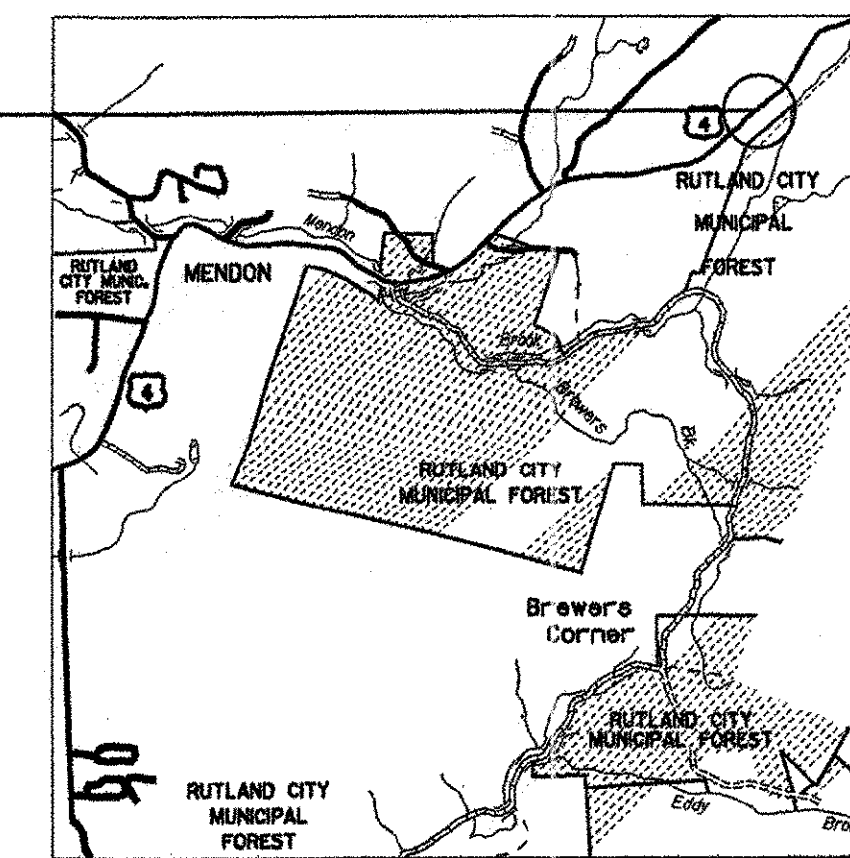 4
RUTLAND CITY
MUNICIPAL
FOREST
Mendon
RUTLAND
CITY MUNIC.
FOREST
MENDON
4
Brook
Brewers
Bk.
RUTLAND CITY
MUNICIPAL FOREST
Brewers
Corner
RUTLAND CITY
MUNICIPAL FOREST
RUTLAND CITY
MUNICIPAL
FOREST
Eddy
Bro